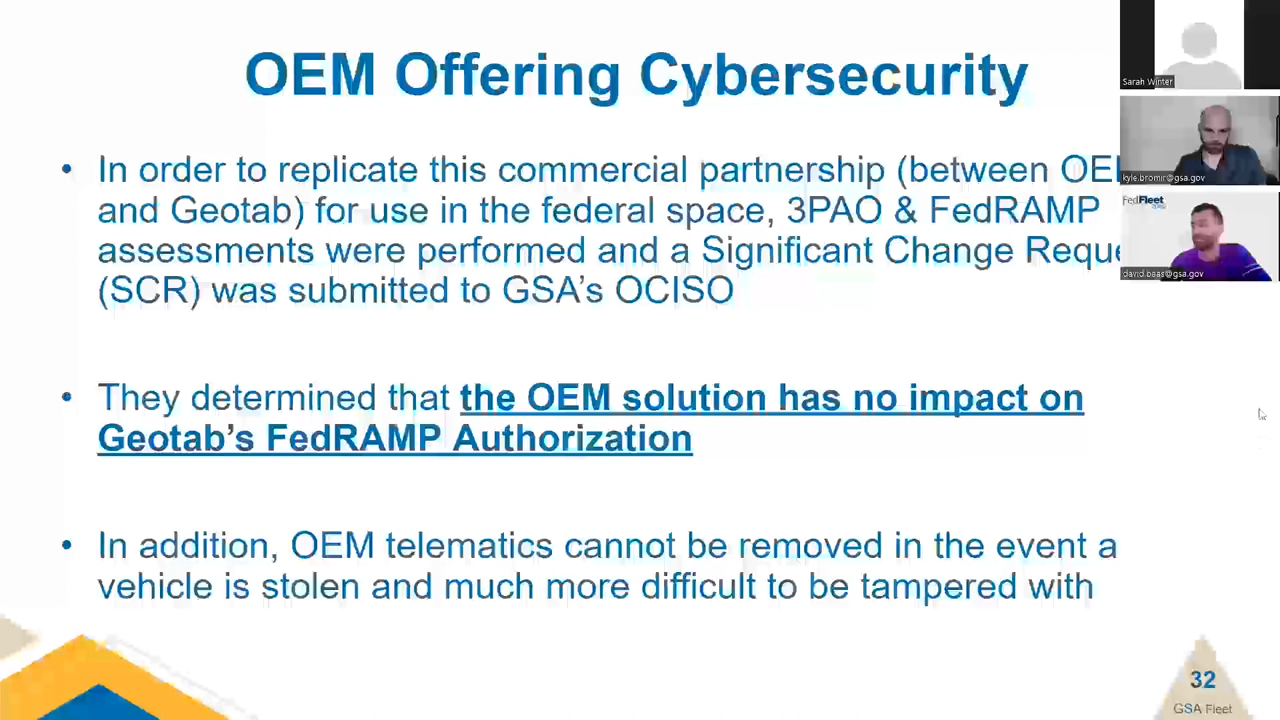 OEM Offering Cybersecurity
• In order to replicate this commercial partnership (between OE
and Geotab) for use in the federal space, 3PAO & FedRAMP
assessments were performed and a Significant Change Reque
(SCR) was submitted to GSA's OCISO
• They determined that the OEM solution has no impact on
Geotab's FedRAMP Authorization
• In addition, OEM telematics cannot be removed in the event a
vehicle is stolen and much more difficult to be tampered with
32
GSA Fleet
Sarah Winter
kyle.bromir@gsa.gov
FedFleet
david.baas@gsa.gov